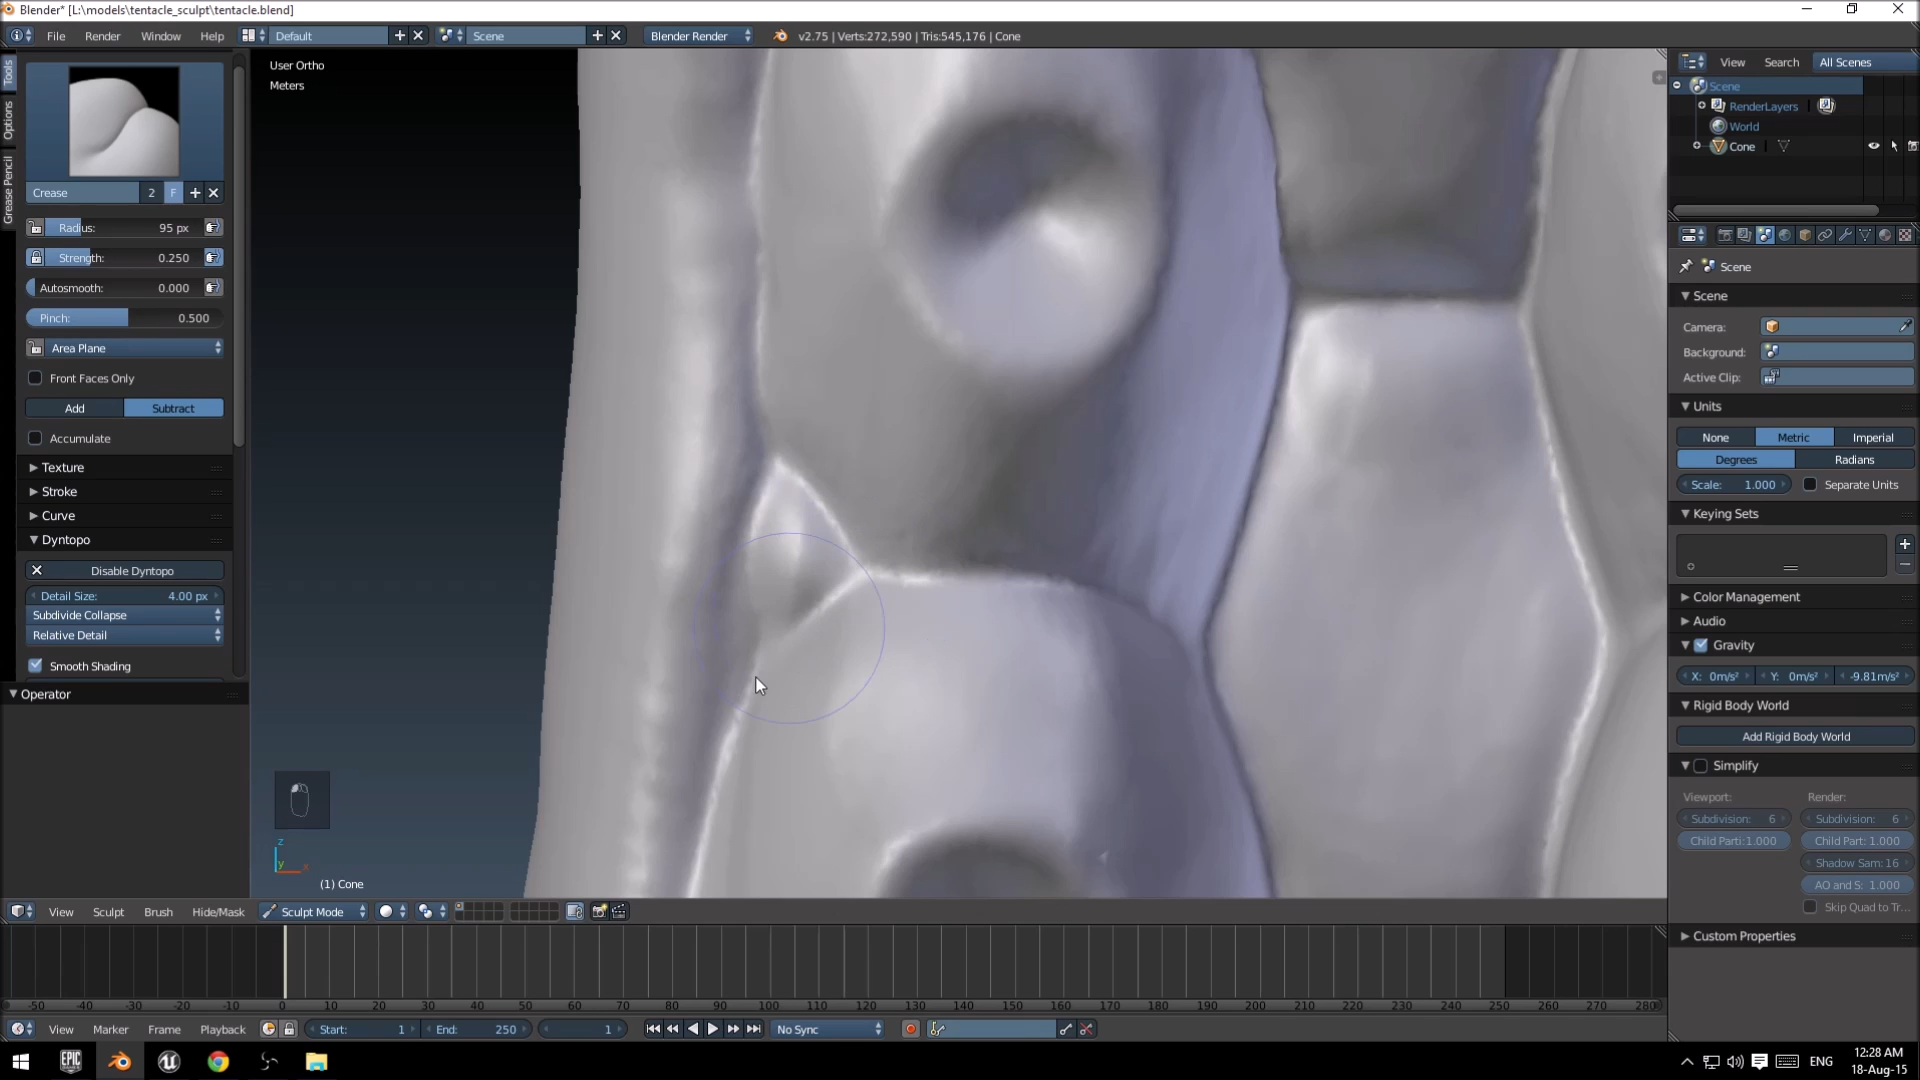 Blender* [L:\models\tentacle_sculpt\tentacle.blend]
File Render Window Help Default Scene Blender Render v2.75 | Verts:272,590 | Tris:545,176 | Cone
Tools
Options
Grease Pencil
Crease 2 F
Radius: 95 px
Strength: 0.250
Autosmooth: 0.000
Pinch: 0.500
Area Plane
Front Faces Only
Add Subtract
Accumulate
Texture
Stroke
Curve
Dyntopo
Disable Dyntopo
Detail Size: 4.00 px
Subdivide Collapse
Relative Detail
Smooth Shading
Operator
User Ortho
Meters
z
y
x
(1) Cone
View Search All Scenes
Scene
RenderLayers
World
Cone
Scene
Scene
Camera:
Background:
Active Clip:
Units
None Metric Imperial
Degrees Radians
Scale: 1.000 Separate Units
Keying Sets
Color Management
Audio
Gravity
X: 0m/s² Y: 0m/s² -9.81m/s²
Rigid Body World
Add Rigid Body World
Simplify
Viewport: Render:
Subdivision: 6 Subdivision: 6
Child Parti:1.000 Child Part: 1.000
Shadow Sam: 16
AO and S: 1.000
Skip Quad to Tr...
Custom Properties
View Sculpt Brush Hide/Mask Sculpt Mode
-50 -40 -30 -20 -10 0 10 20 30 40 50 60 70 80 90 100 110 120 130 140 150 160 170 180 190 200 210 220 230 240 250 260 270 280
View Marker Frame Playback Start: 1 End: 250 1 No Sync
EPIC GAMES
ENG
12:28 AM
18-Aug-15